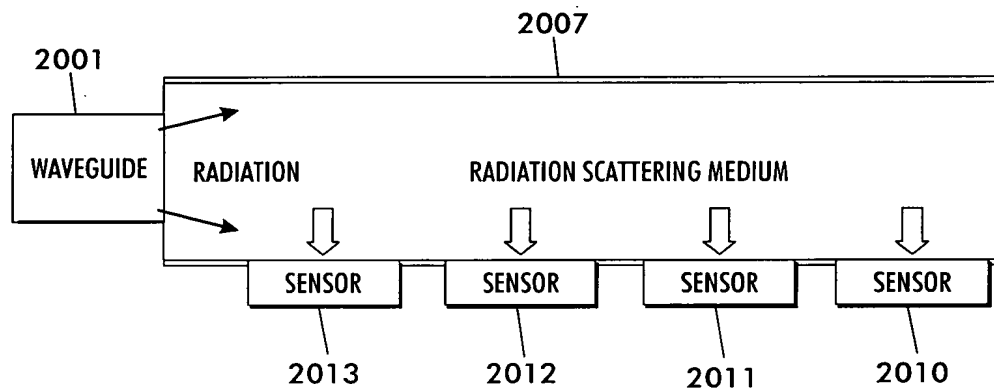 2007
2001
WAVEGUIDE
RADIATION
RADIATION SCATTERING MEDIUM
SENSOR
SENSOR
SENSOR
SENSOR
2013
2012
2011
2010